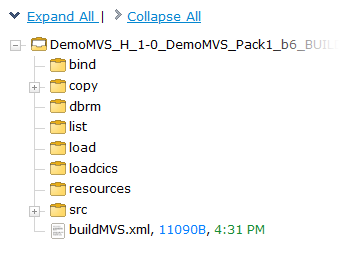 Expand All | Collapse All
DemoMVS_H_1-0_DemoMVS_Pack1_b6_BUIL
bind
copy
dbrm
list
load
loadcics
resources
src
buildMVS.xml, 11090B, 4:31 PM